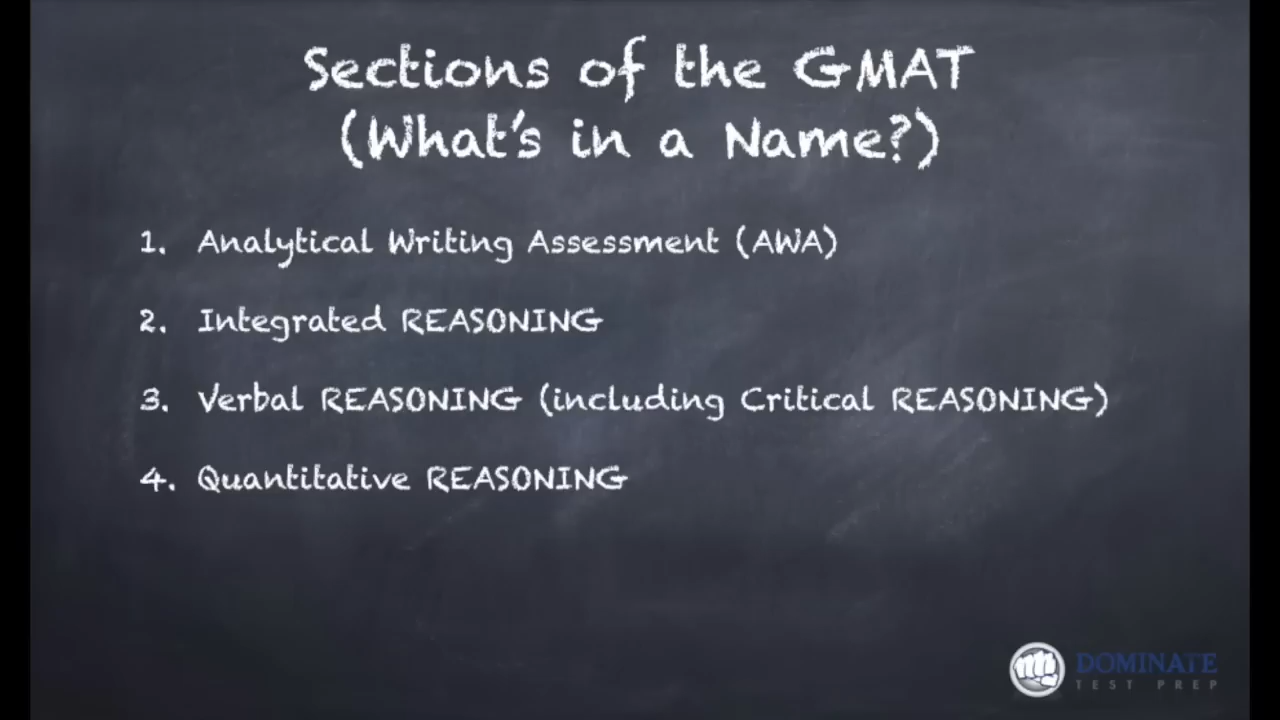 Sections of the GMAT
(What's in a Name?)
1. Analytical Writing Assessment (AWA)
2. Integrated REASONING
3. Verbal REASONING (including Critical REASONING)
4. Quantitative REASONING
DOMINATE
TEST PREP